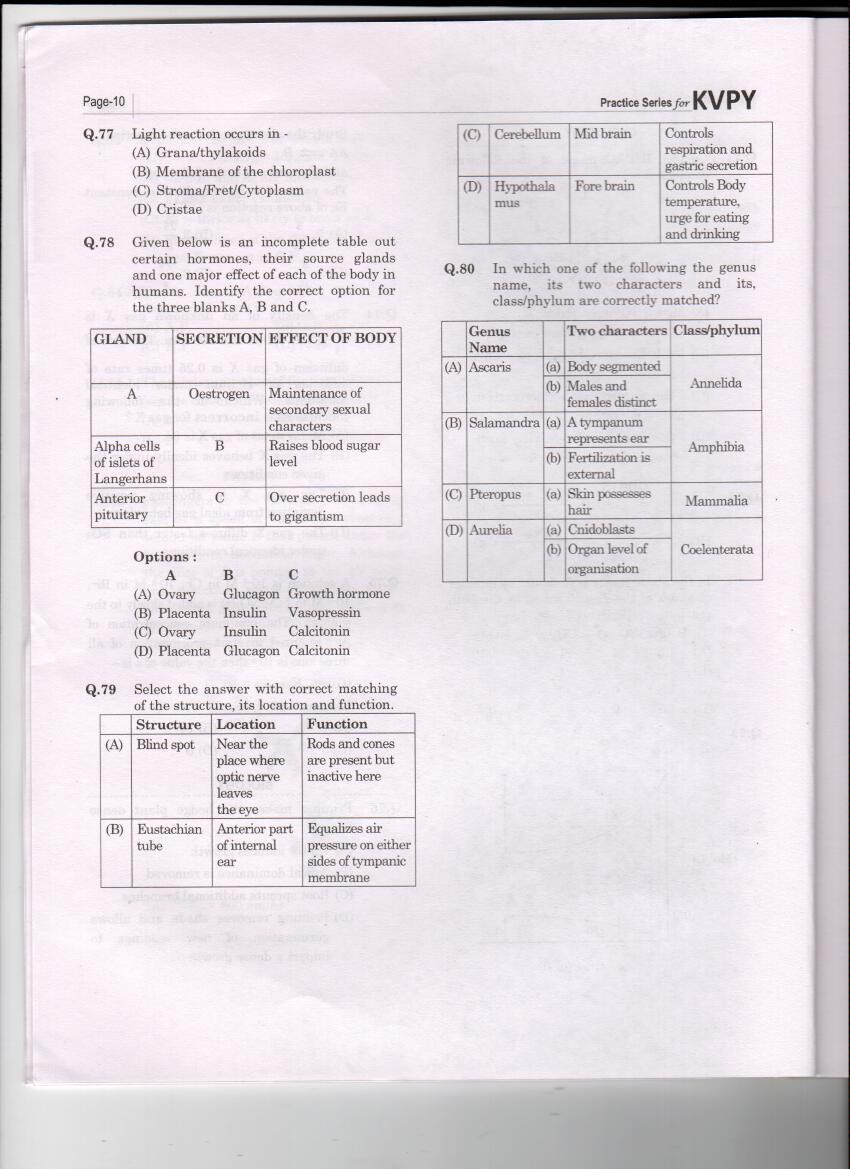 Page-10
Practice Series for KVPY
Q.77 Light reaction occurs in -
(A) Grana/thylakoids
(B) Membrane of the chloroplast
(C) Stroma/Fret/Cytoplasm
(D) Cristae
Q.78 Given below is an incomplete table out
certain hormones, their source glands
and one major effect of each of the body in
humans. Identify the correct option for
the three blanks A, B and C.
GLAND SECRETION EFFECT OF BODY
A Oestrogen Maintenance of
secondary sexual
characters
Alpha cells B Raises blood sugar
of islets of level
Langerhans
Anterior C Over secretion leads
pituitary to gigantism
Options :
A B C
(A) Ovary Glucagon Growth hormone
(B) Placenta Insulin Vasopressin
(C) Ovary Insulin Calcitonin
(D) Placenta Glucagon Calcitonin
Q.79 Select the answer with correct matching
of the structure, its location and function.
Structure Location Function
(A) Blind spot Near the Rods and cones
place where are present but
optic nerve inactive here
leaves
the eye
(B) Eustachian Anterior part Equalizes air
tube of internal pressure on either
ear sides of tympanic
membrane
(C) Cerebellum Mid brain Controls
respiration and
gastric secretion
(D) Hypothala Fore brain Controls Body
mus temperature,
urge for eating
and drinking
Q.80 In which one of the following the genus
name, its two characters and its,
class/phylum are correctly matched?
Genus Two characters Class/phylum
Name
(A) Ascaris (a) Body segmented
(b) Males and Annelida
females distinct
(B) Salamandra (a) A tympanum
represents ear Amphibia
(b) Fertilization is
external
(C) Pteropus (a) Skin possesses Mammalia
hair
(D) Aurelia (a) Cnidoblasts
(b) Organ level of Coelenterata
organisation